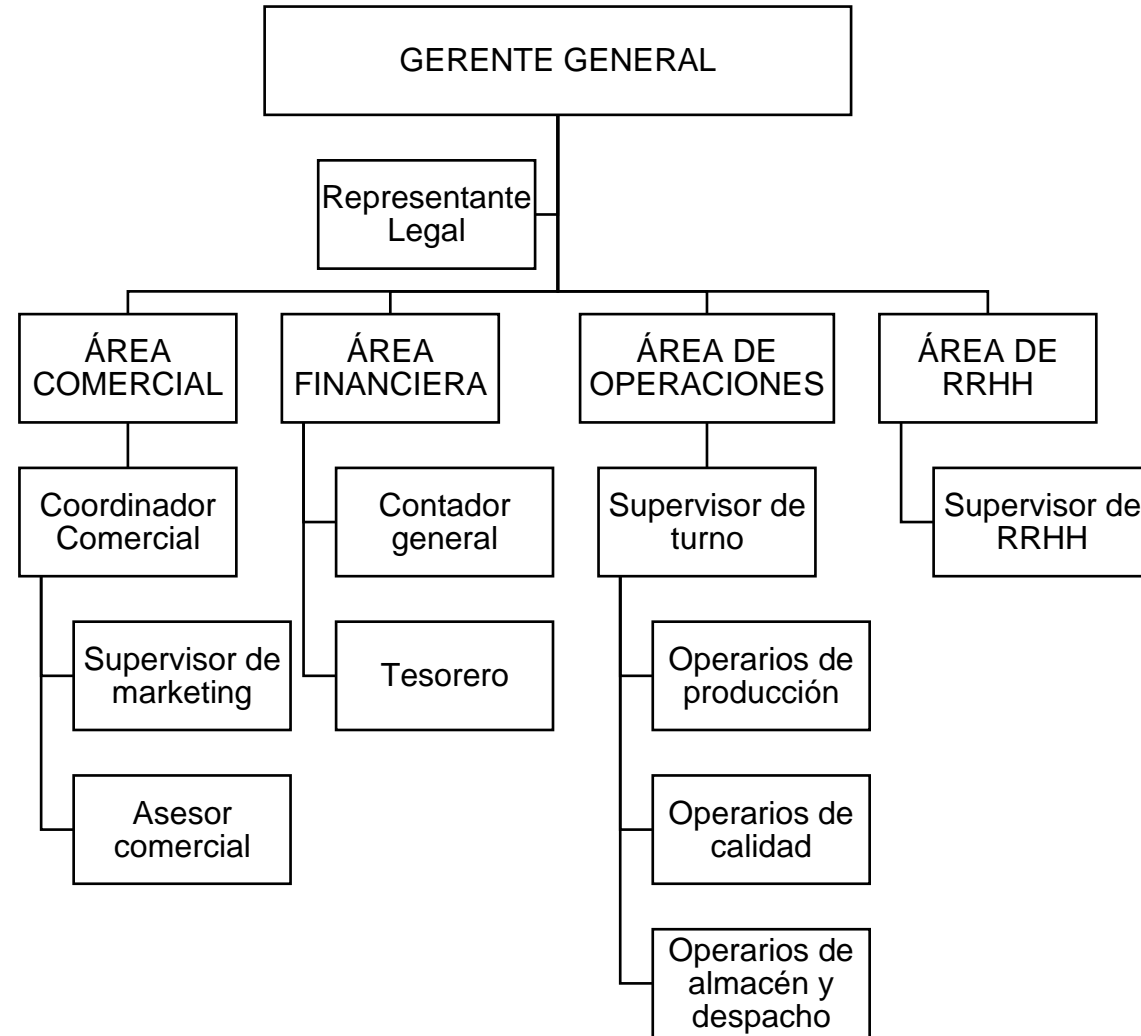 GERENTE GENERAL
Representante
Legal
ÁREA
COMERCIAL
ÁREA
FINANCIERA
ÁREA DE
OPERACIONES
ÁREA DE
RRHH
Coordinador
Comercial
Contador
general
Supervisor de
turno
Supervisor de
RRHH
Supervisor de
marketing
Tesorero
Operarios de
producción
Asesor
comercial
Operarios de
calidad
Operarios de
almacén y
despacho